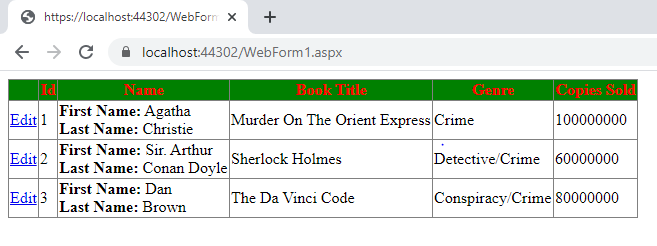 https://localhost:44302/WebForm
localhost:44302/WebForm1.aspx
Id Name Book Title Genre Copies Sold
Edit 1 First Name: Agatha Murder On The Orient Express Crime 100000000
Last Name: Christie
Edit 2 First Name: Sir. Arthur Sherlock Holmes Detective/Crime 60000000
Last Name: Conan Doyle
Edit 3 First Name: Dan The Da Vinci Code Conspiracy/Crime 80000000
Last Name: Brown